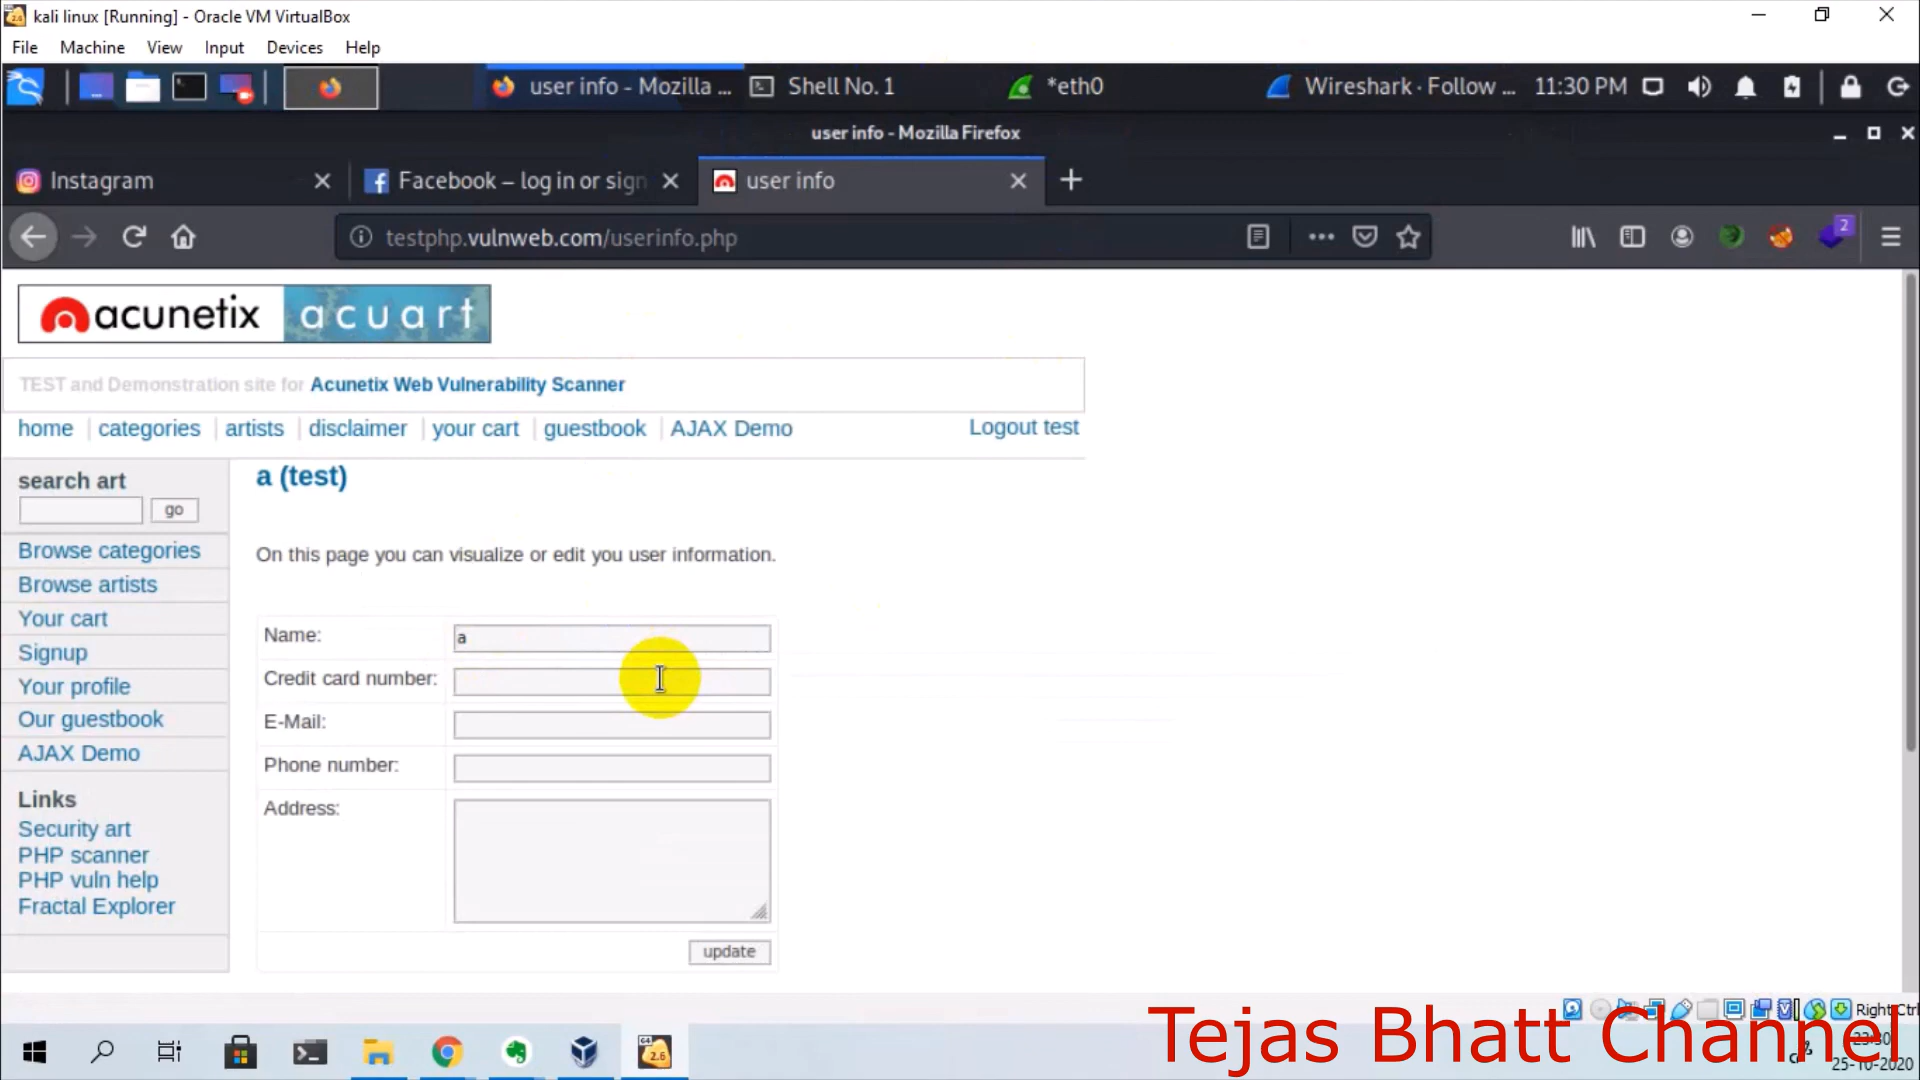 kali linux [Running] - Oracle VM VirtualBox
File Machine View Input Devices Help
user info - Mozilla ... Shell No. 1 *eth0 Wireshark · Follow ... 11:30 PM
user info - Mozilla Firefox
Instagram Facebook – log in or sign user info
testphp.vulnweb.com/userinfo.php 2
acunetix acuart
TEST and Demonstration site for Acunetix Web Vulnerability Scanner
home categories artists disclaimer your cart guestbook AJAX Demo Logout test
search art
go
Browse categories
Browse artists
Your cart
Signup
Your profile
Our guestbook
AJAX Demo
Links
Security art
PHP scanner
PHP vuln help
Fractal Explorer
a (test)
On this page you can visualize or edit you user information.
Name: a
Credit card number:
E-Mail:
Phone number:
Address:
update
Right Ctrl
Tejas Bhatt Channel
64 2.6
23:30
25-10-2020